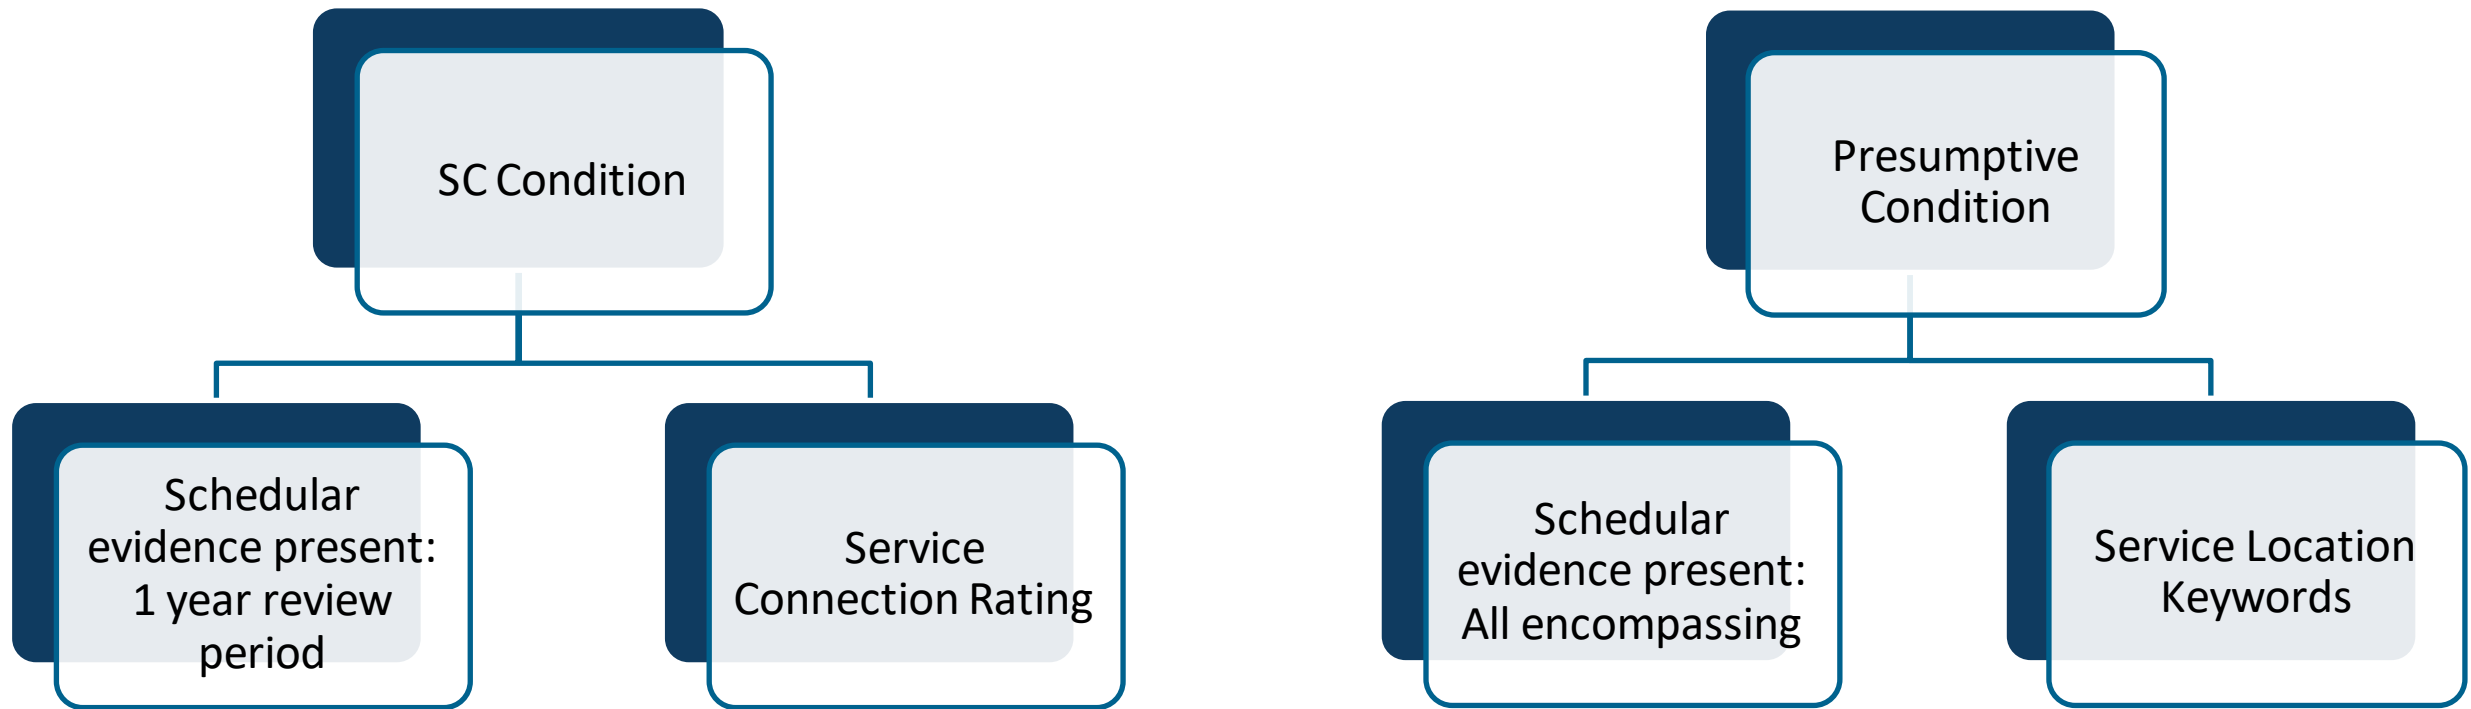 SC Condition
Presumptive
Condition
Schedular
evidence present:
1 year review
period
Service
Connection Rating
Schedular
evidence present:
All encompassing
Service Location
Keywords